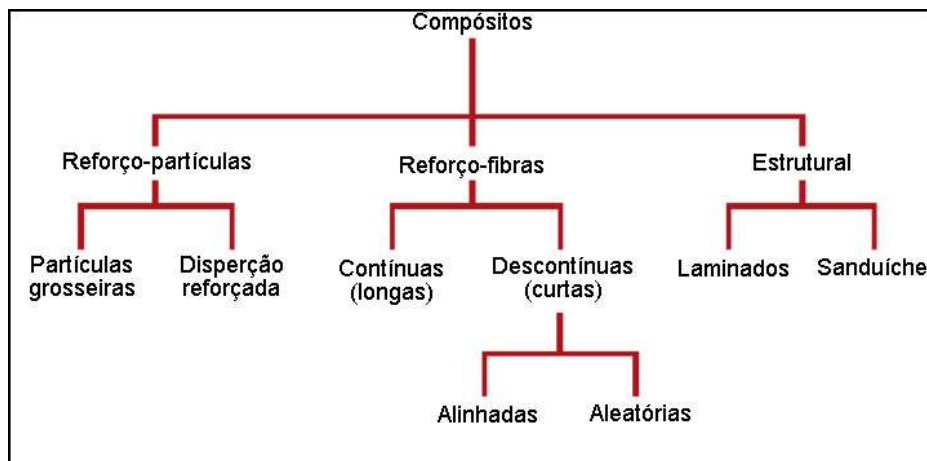 Compósitos
Reforço-partículas
Reforço-fibras
Estrutural
Partículas
grosseiras
Disperção
reforçada
Contínuas
(longas)
Descontínuas
(curtas)
Laminados
Sanduíche
Alinhadas
Aleatórias